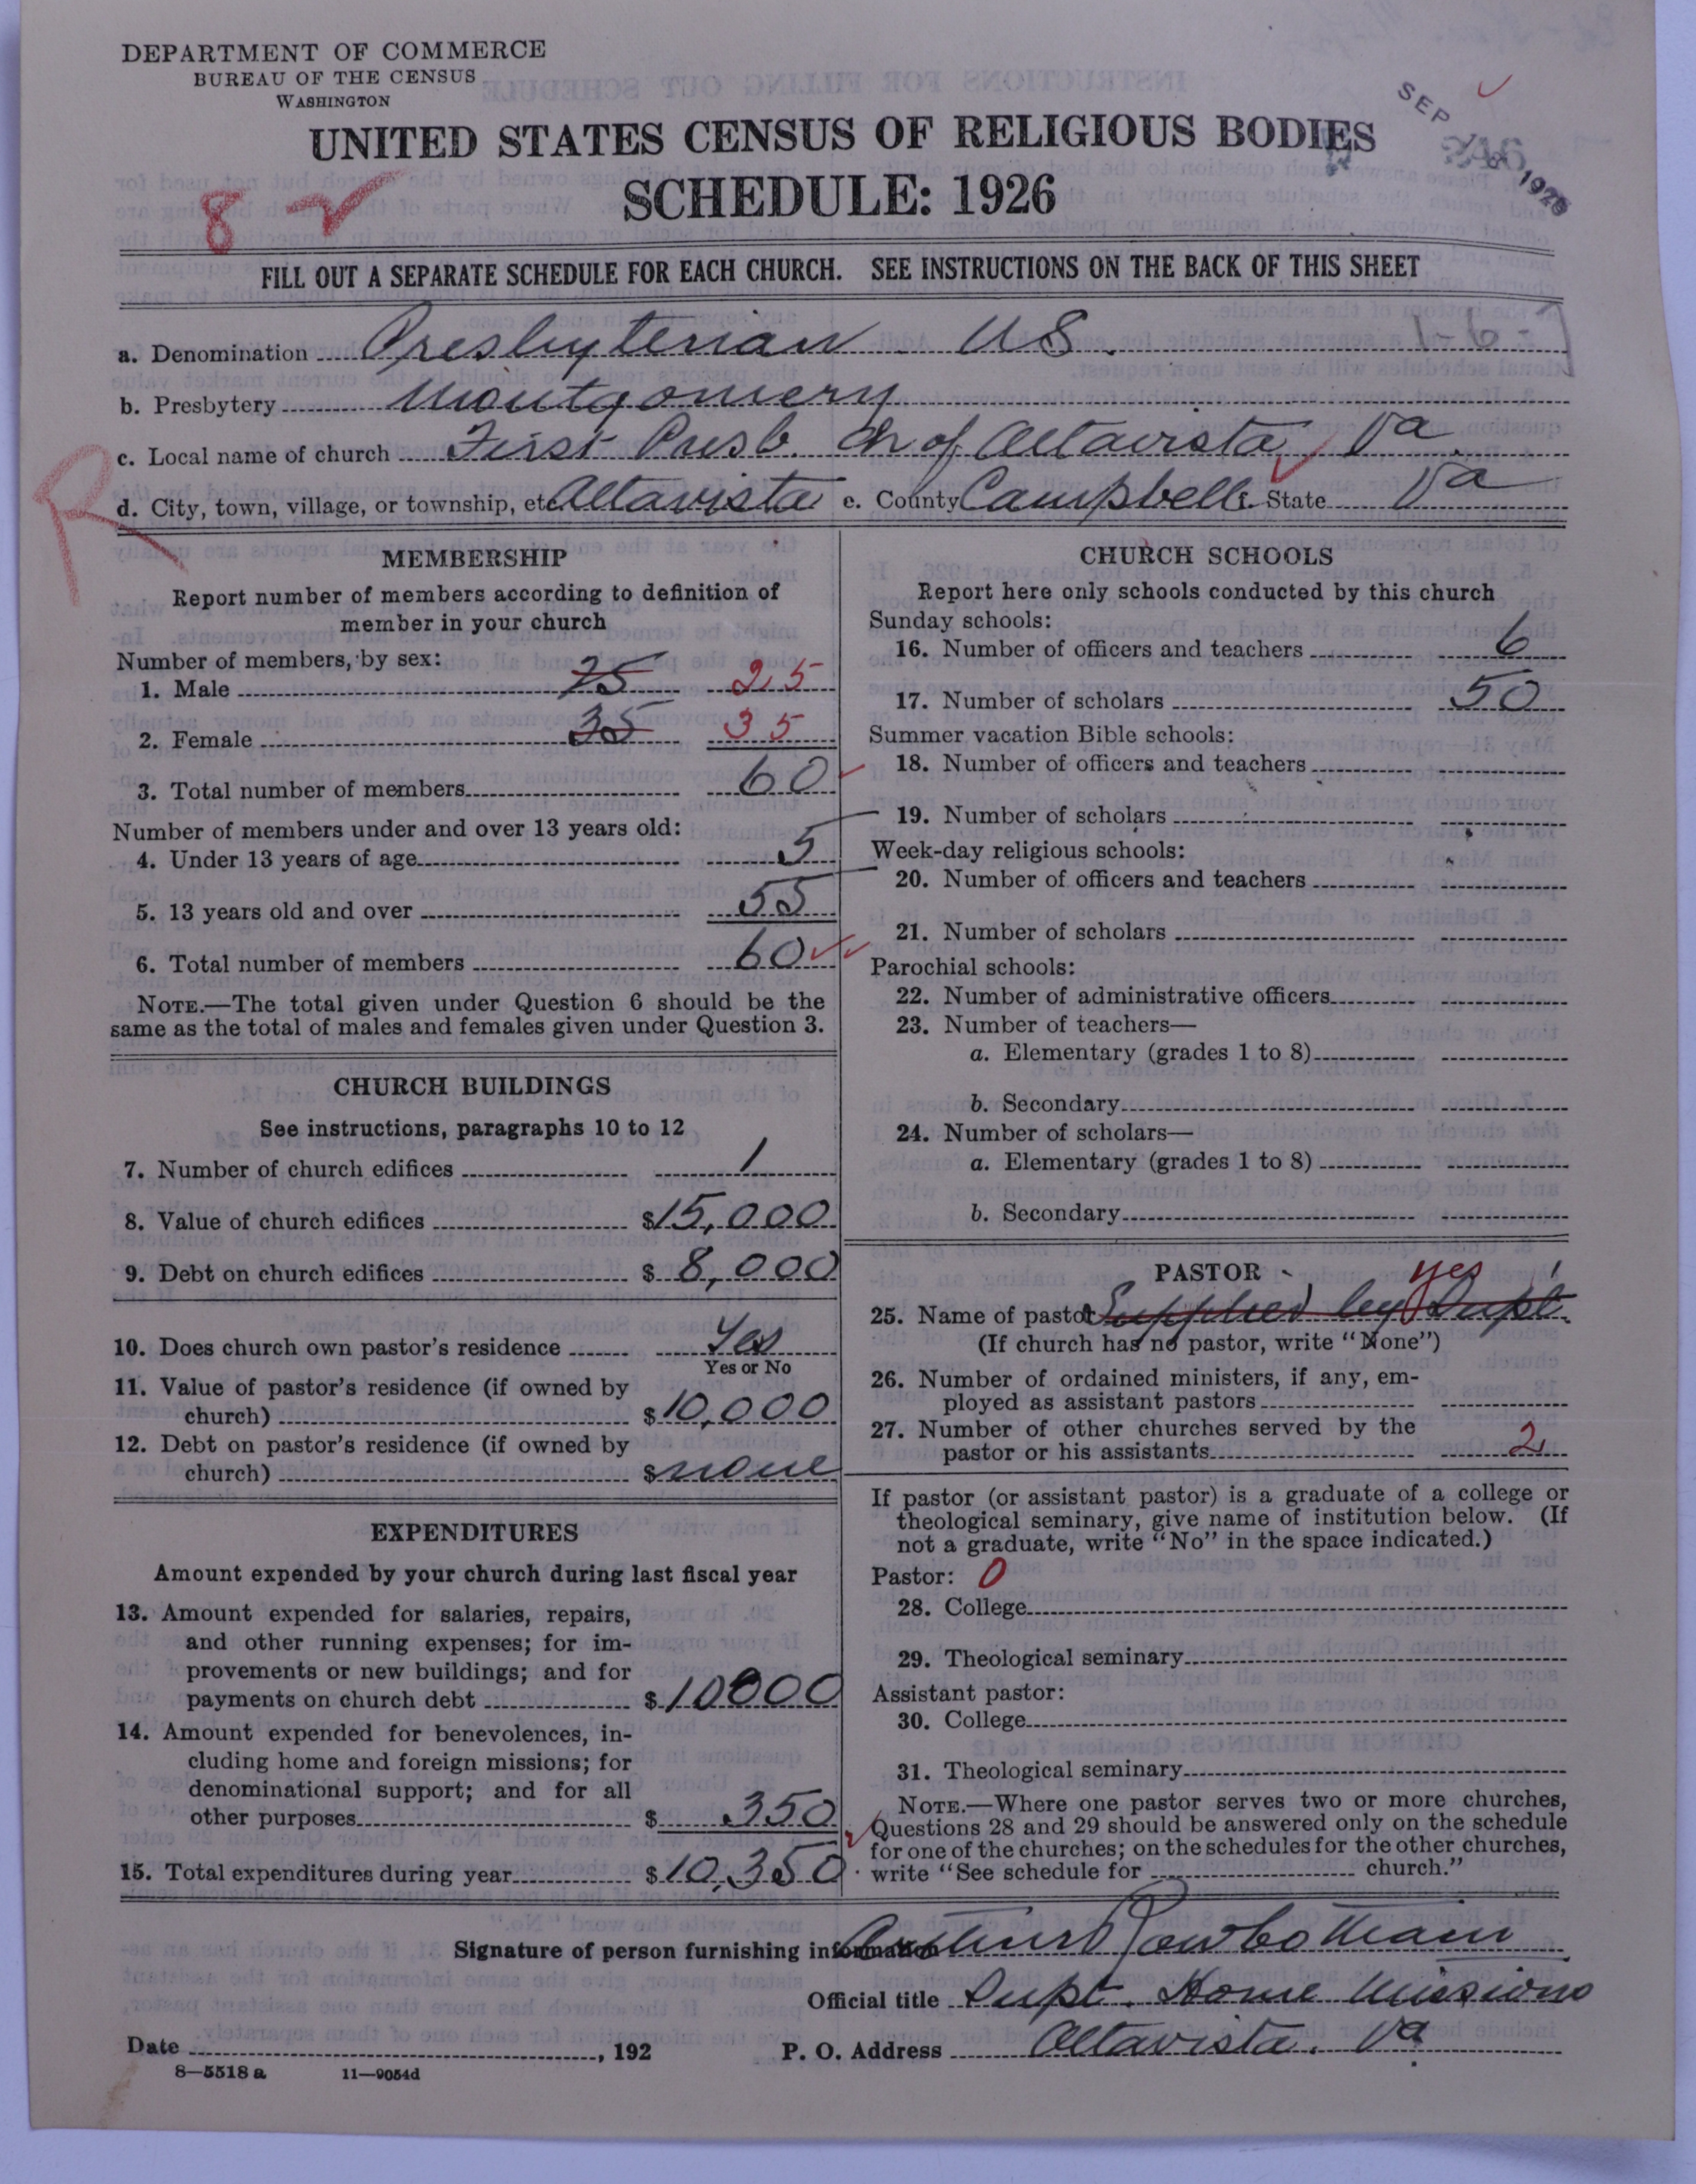 DEPARTMENT OF COMMERCE
BUREAU OF THE CENSUS
WASHINGTON
UNITED STATES CENSUS OF RELIGIOUS BODIES
SCHEDULE: 1926
SEP 1926
8
FILL OUT A SEPARATE SCHEDULE FOR EACH CHURCH. SEE INSTRUCTIONS ON THE BACK OF THIS SHEET
a. Denomination Presbyterian US.
b. Presbytery Montgomery
c. Local name of church First Presb. Ch of Altavista, Va
R
d. City, town, village, or township, etc Altavista e. County Campbell f. State Va
MEMBERSHIP
Report number of members according to definition of
member in your church
Number of members, by sex:
1. Male 25 25
2. Female 35 35
3. Total number of members 60
Number of members under and over 13 years old:
4. Under 13 years of age 5
5. 13 years old and over 55
6. Total number of members 60
NOTE.—The total given under Question 6 should be the
same as the total of males and females given under Question 3.
CHURCH BUILDINGS
See instructions, paragraphs 10 to 12
7. Number of church edifices 1
8. Value of church edifices $15,000
9. Debt on church edifices $ 8,000
10. Does church own pastor's residence Yes
Yes or No
11. Value of pastor's residence (if owned by
church) $10,000
12. Debt on pastor's residence (if owned by
church) $ none
EXPENDITURES
Amount expended by your church during last fiscal year
13. Amount expended for salaries, repairs,
and other running expenses; for im-
provements or new buildings; and for
payments on church debt $10000
14. Amount expended for benevolences, in-
cluding home and foreign missions; for
denominational support; and for all
other purposes $ 350
15. Total expenditures during year $10,350
CHURCH SCHOOLS
Report here only schools conducted by this church
Sunday schools:
16. Number of officers and teachers 6
17. Number of scholars 50
Summer vacation Bible schools:
18. Number of officers and teachers
19. Number of scholars
Week-day religious schools:
20. Number of officers and teachers
21. Number of scholars
Parochial schools:
22. Number of administrative officers
23. Number of teachers—
a. Elementary (grades 1 to 8)
b. Secondary
24. Number of scholars—
a. Elementary (grades 1 to 8)
b. Secondary
PASTOR
yes 1
25. Name of pastor Supplied by Supt.
(If church has no pastor, write "None")
26. Number of ordained ministers, if any, em-
ployed as assistant pastors
27. Number of other churches served by the
pastor or his assistants 2
If pastor (or assistant pastor) is a graduate of a college or
theological seminary, give name of institution below. (If
not a graduate, write "No" in the space indicated.)
Pastor: 0
28. College
29. Theological seminary
Assistant pastor:
30. College
31. Theological seminary
NOTE.—Where one pastor serves two or more churches,
Questions 28 and 29 should be answered only on the schedule
for one of the churches; on the schedules for the other churches,
write "See schedule for church."
Signature of person furnishing information Arthur Rowbotham
Official title Supt. Home Missions
Date , 192 P. O. Address Altavista. Va.
8—5518 a 11—9054d